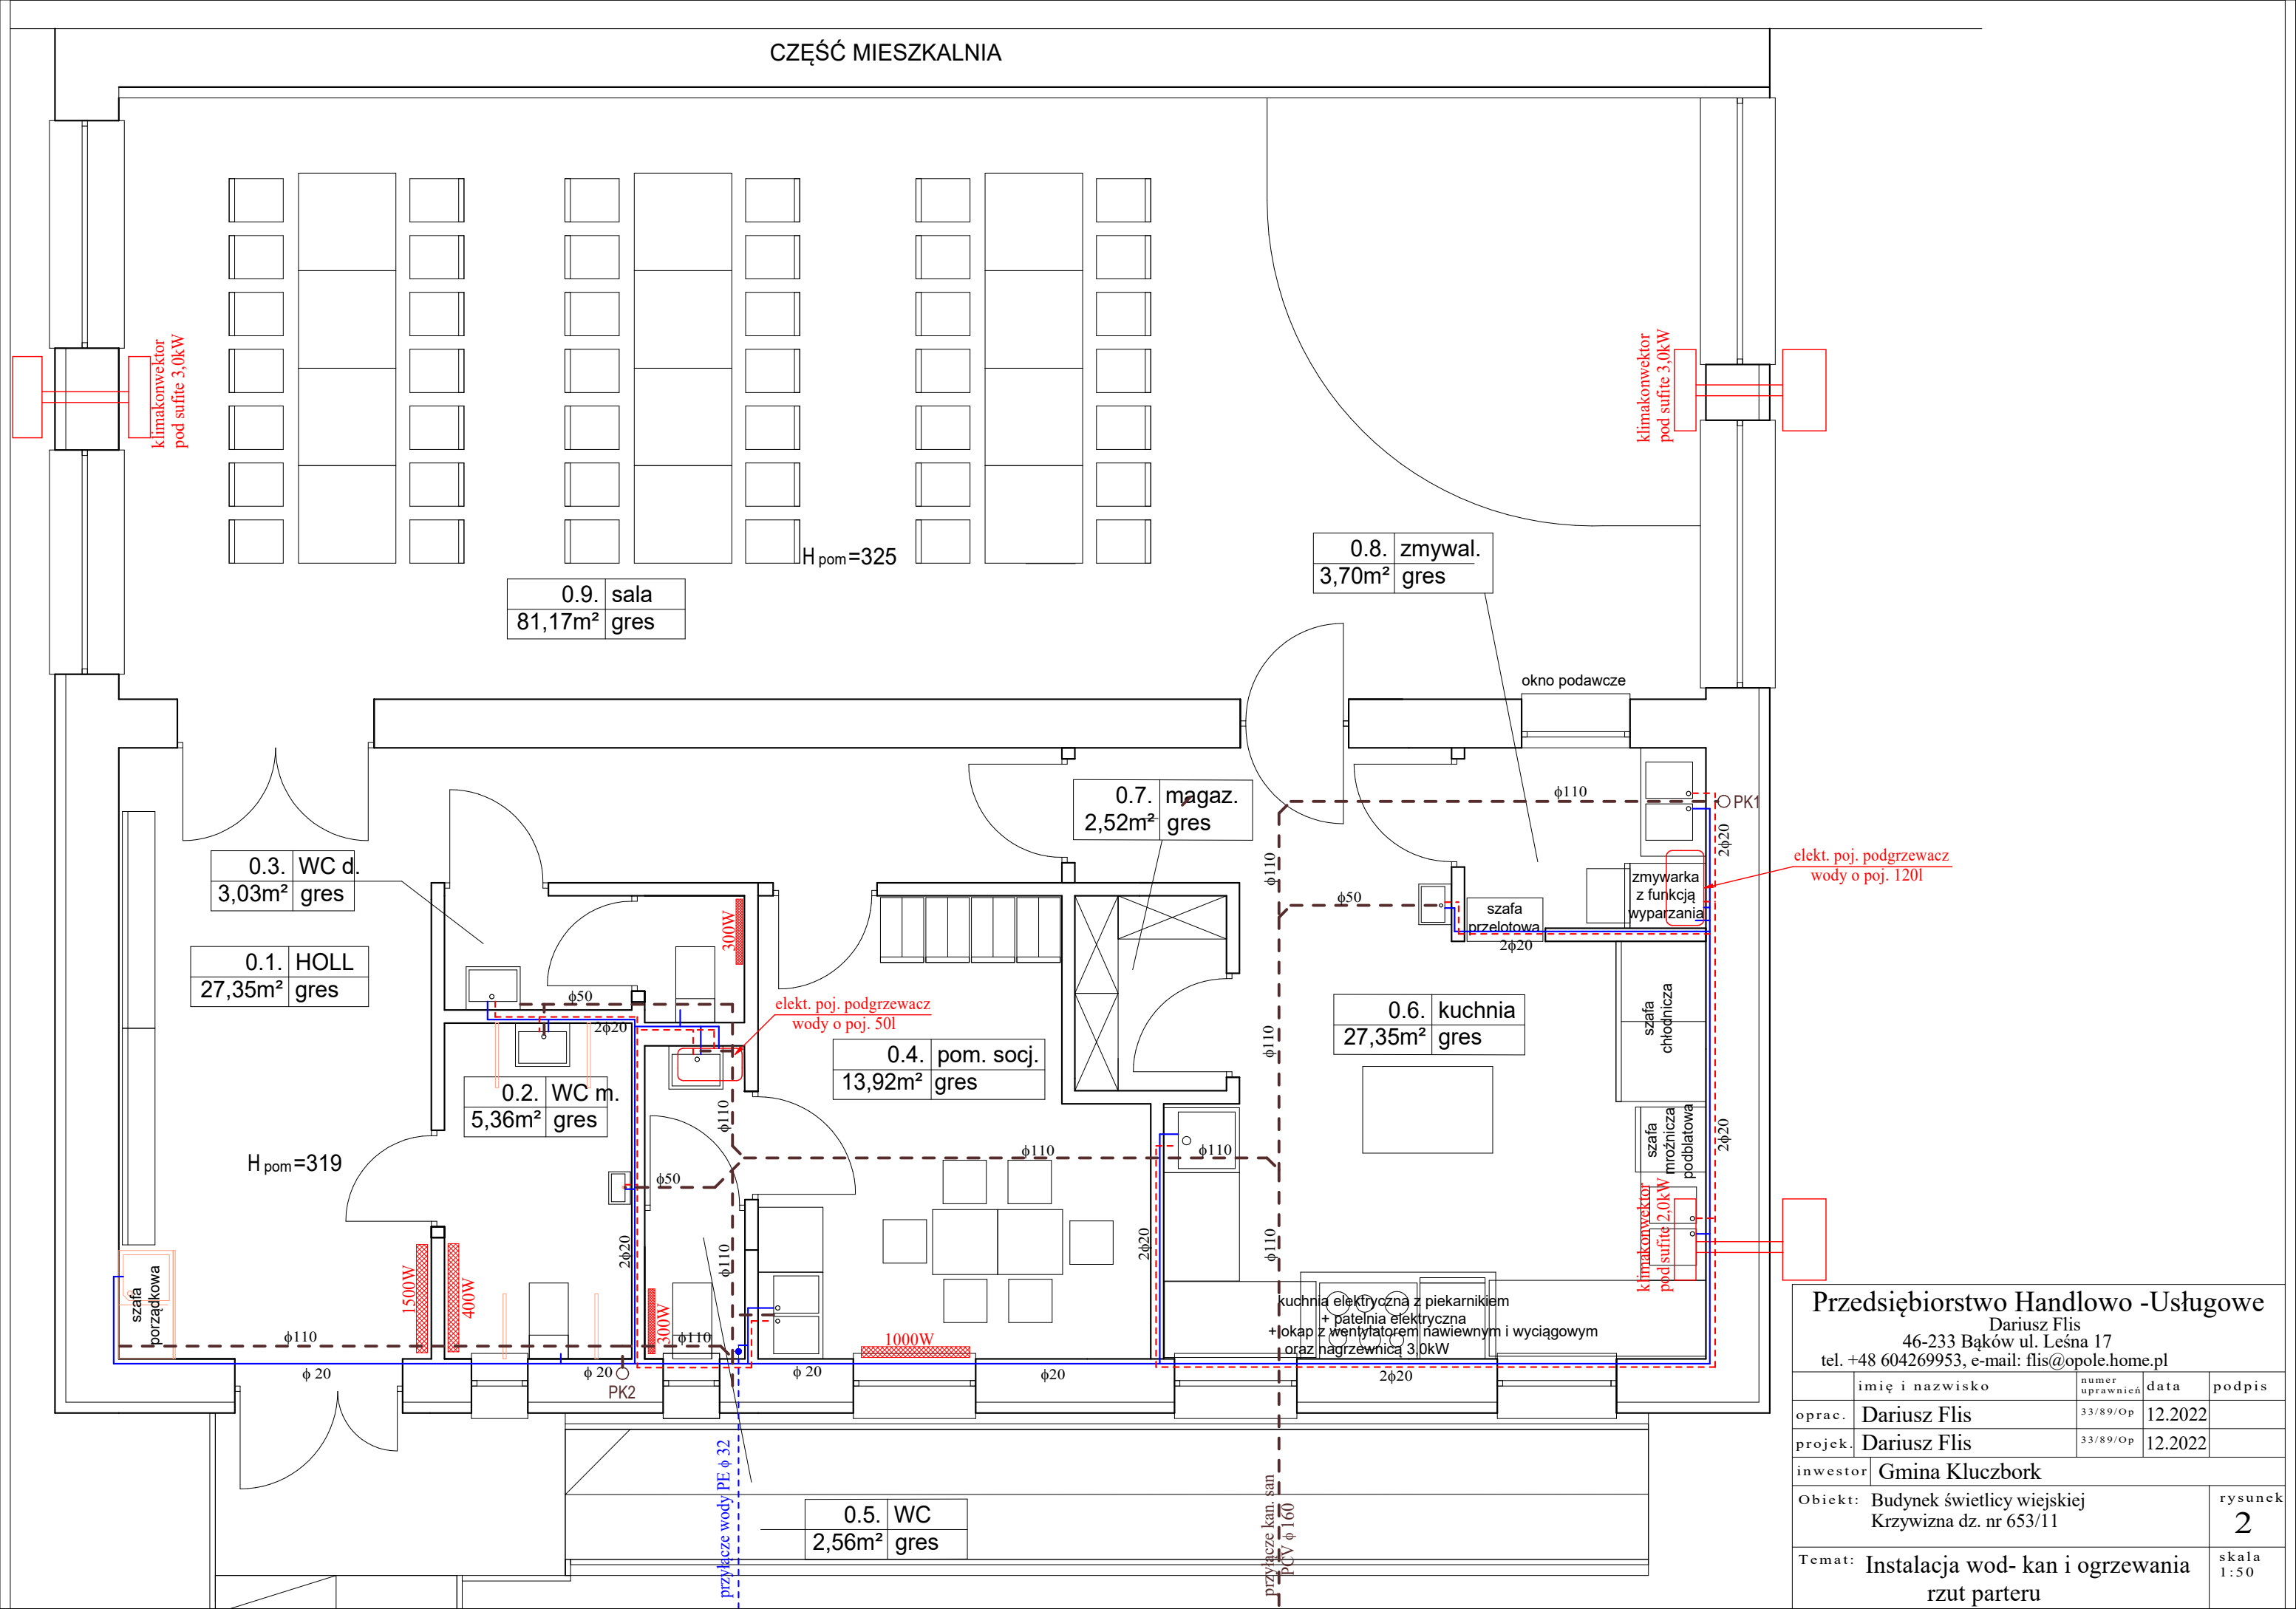 CZĘŚĆ MIESZKALNIA
klimakonwektor
pod sufite 3,0kW
klimakonwektor
pod sufite 3,0kW
H pom=325
0.9. sala
81,17m² gres
0.8. zmywal.
3,70m² gres
okno podawcze
0.7. magaz.
2,52m² gres
ϕ110
PK1
2ϕ20
elekt. poj. podgrzewacz
wody o poj. 120l
0.3. WC d.
3,03m² gres
ϕ110
zmywarka
z funkcją
wyparzania
ϕ50
szafa
przelotowa
2ϕ20
300W
0.1. HOLL
27,35m² gres
ϕ50
2ϕ20
elekt. poj. podgrzewacz
wody o poj. 50l
0.6. kuchnia
27,35m² gres
szafa
chłodnicza
ϕ110
0.4. pom. socj.
13,92m² gres
0.2. WC m.
5,36m² gres
ϕ110
szafa
mroźnicza
podblatowa
2ϕ20
H pom=319
ϕ110
ϕ110
ϕ50
klimakonwektor
pod sufite 2,0kW
2ϕ20
ϕ110
2ϕ20
ϕ110
szafa
porządkowa
1500W
400W
300W
kuchnia elektryczna z piekarnikiem
+ patelnia elektryczna
+ okap z wentylatorem nawiewnym i wyciągowym
oraz nagrzewnicą 3,0kW
ϕ110
ϕ110
1000W
ϕ 20
ϕ 20
ϕ 20
ϕ20
2ϕ20
PK2
przyłącze wody PE ϕ 32
przyłącze kan. san
PCV ϕ 160
0.5. WC
2,56m² gres
Przedsiębiorstwo Handlowo -Usługowe
Dariusz Flis
46-233 Bąków ul. Leśna 17
tel. +48 604269953, e-mail: flis@opole.home.pl
imię i nazwisko numer uprawnień data podpis
oprac. Dariusz Flis 33/89/Op 12.2022
projek. Dariusz Flis 33/89/Op 12.2022
inwestor Gmina Kluczbork
Obiekt: Budynek świetlicy wiejskiej
Krzywizna dz. nr 653/11
rysunek
2
Temat: Instalacja wod- kan i ogrzewania
rzut parteru
skala
1:50